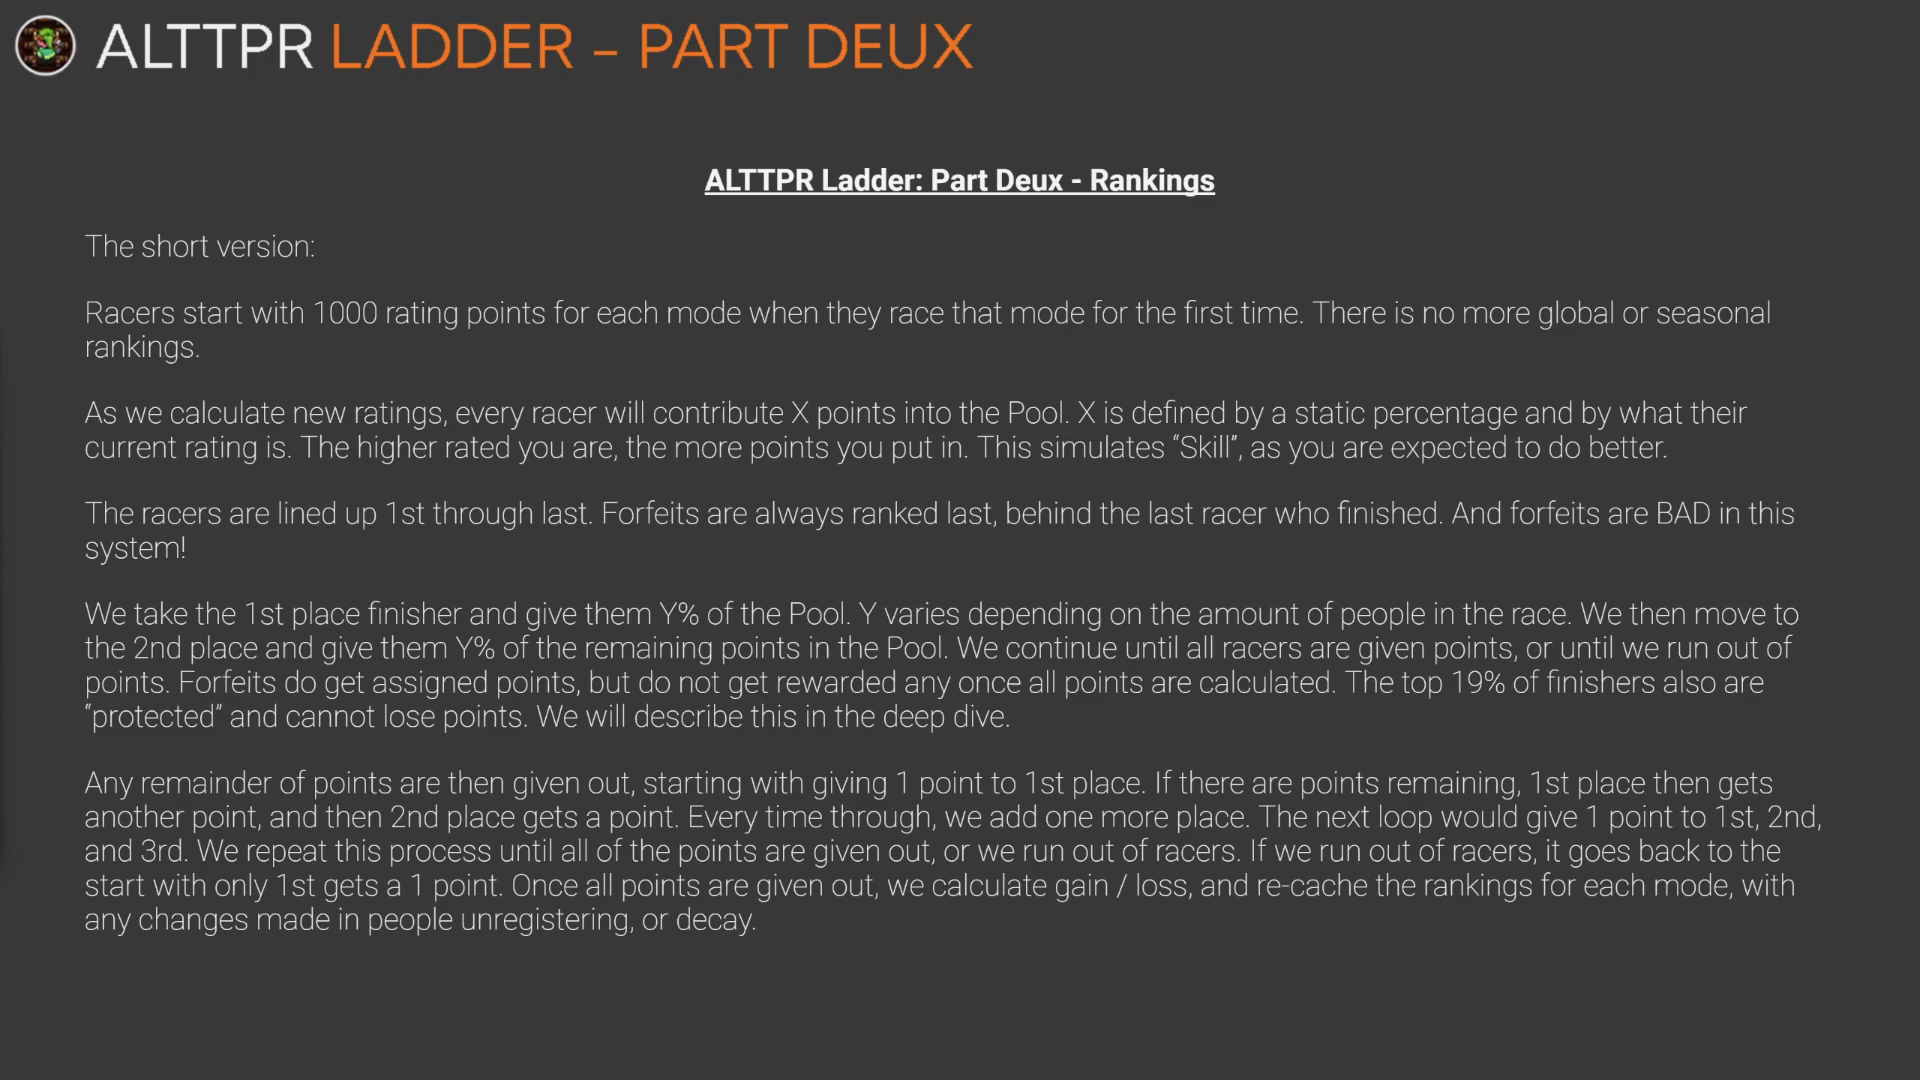 ALTTPR LADDER - PART DEUX
ALTTPR Ladder: Part Deux - Rankings
The short version:
Racers start with 1000 rating points for each mode when they race that mode for the first time. There is no more global or seasonal
rankings.
As we calculate new ratings, every racer will contribute X points into the Pool. X is defined by a static percentage and by what their
current rating is. The higher rated you are, the more points you put in. This simulates “Skill”, as you are expected to do better.
The racers are lined up 1st through last. Forfeits are always ranked last, behind the last racer who finished. And forfeits are BAD in this
system!
We take the 1st place finisher and give them Y% of the Pool. Y varies depending on the amount of people in the race. We then move to
the 2nd place and give them Y% of the remaining points in the Pool. We continue until all racers are given points, or until we run out of
points. Forfeits do get assigned points, but do not get rewarded any once all points are calculated. The top 19% of finishers also are
“protected” and cannot lose points. We will describe this in the deep dive.
Any remainder of points are then given out, starting with giving 1 point to 1st place. If there are points remaining, 1st place then gets
another point, and then 2nd place gets a point. Every time through, we add one more place. The next loop would give 1 point to 1st, 2nd,
and 3rd. We repeat this process until all of the points are given out, or we run out of racers. If we run out of racers, it goes back to the
start with only 1st gets a 1 point. Once all points are given out, we calculate gain / loss, and re-cache the rankings for each mode, with
any changes made in people unregistering, or decay.